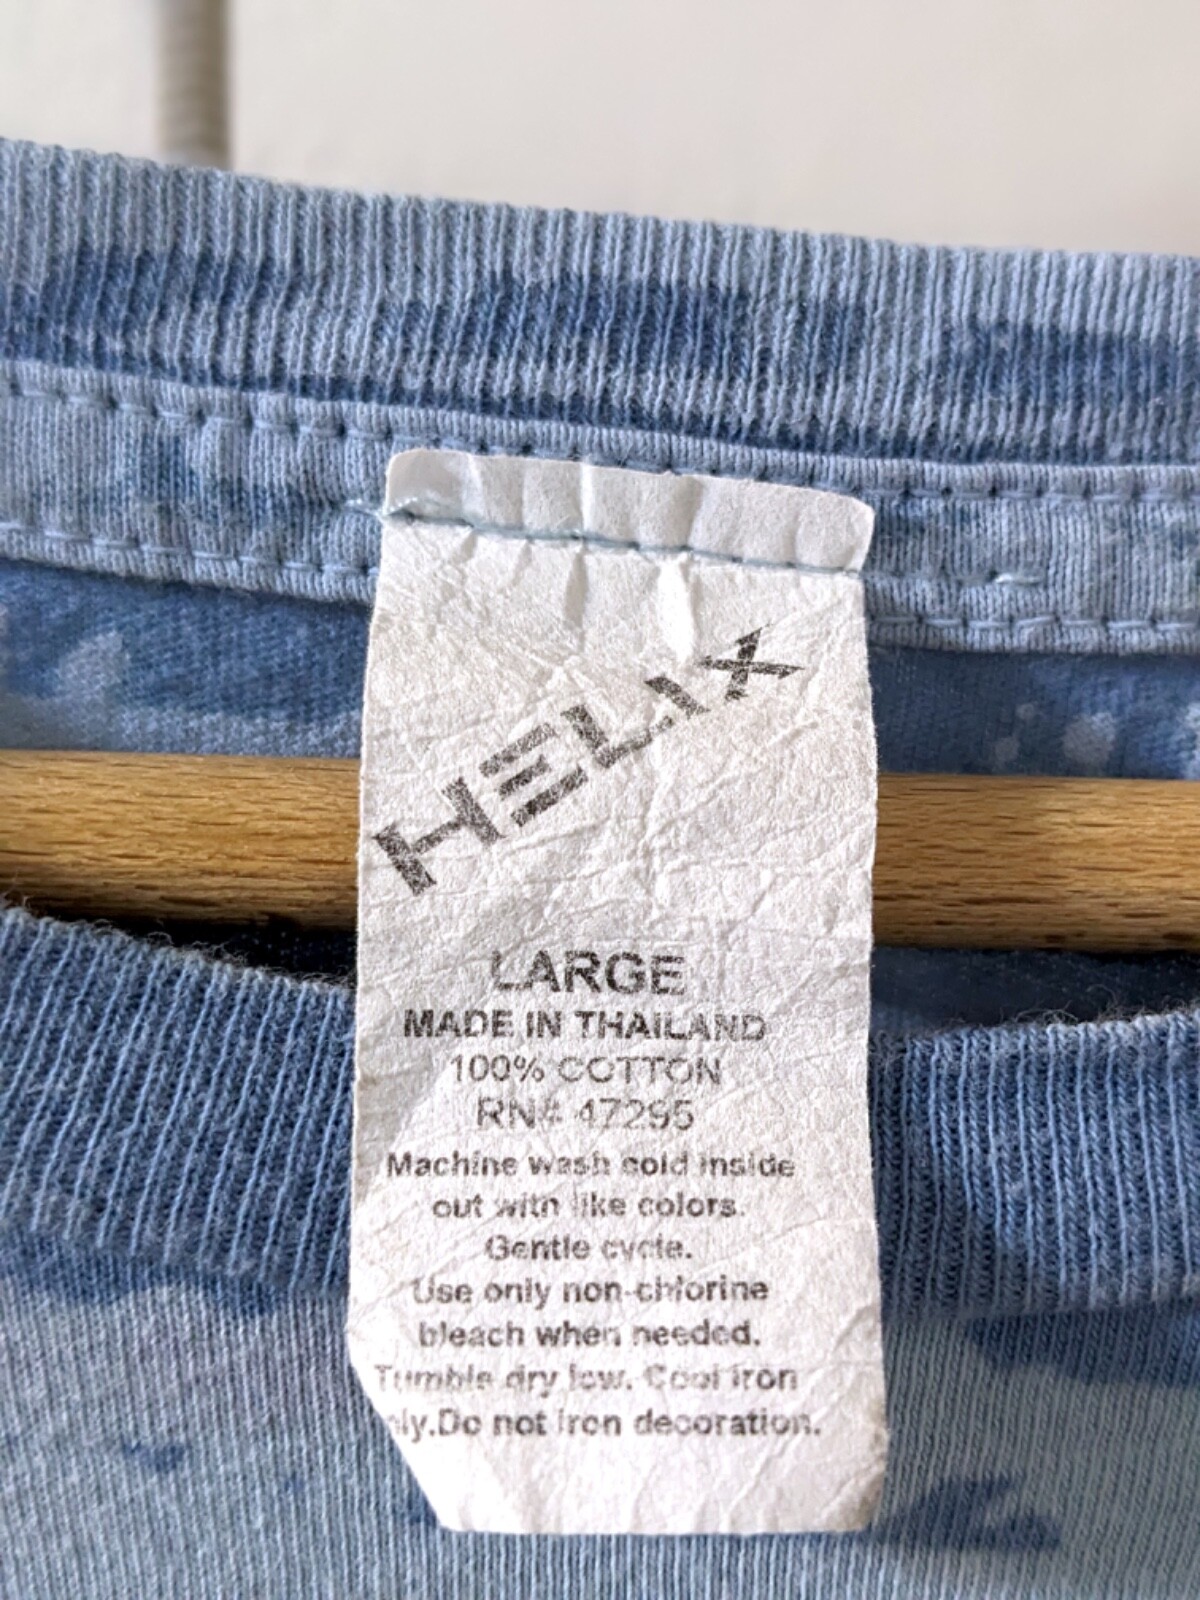 HELIX
LARGE
MADE IN THAILAND
100% COTTON
RN# 47295
Machine wash cold inside
out with like colors.
Gentle cycle.
Use only non-chlorine
bleach when needed.
Tumble dry low. Cool iron
nly.Do not iron decoration.